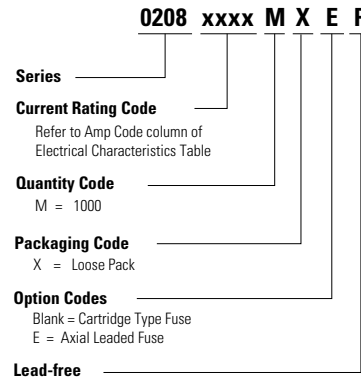 0208 xxxx M X E P
Series
Current Rating Code
Refer to Amp Code column of
Electrical Characteristics Table
Quantity Code
M = 1000
Packaging Code
X = Loose Pack
Option Codes
Blank = Cartridge Type Fuse
E = Axial Leaded Fuse
Lead-free